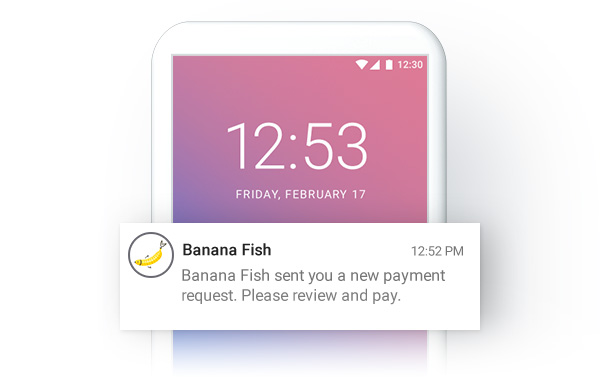 12:30
12:53
FRIDAY, FEBRUARY 17
Banana Fish 12:52 PM
Banana Fish sent you a new payment
request. Please review and pay.